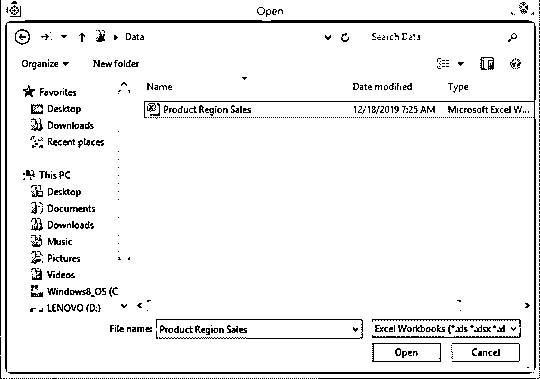 Open
Data
Search Data
Organize
New folder
Name
Date modified
Type
Favorites
Desktop
Downloads
Recent places
Product Region Sales
12/18/2019 7:25 AM
Microsoft Excel W...
This PC
Desktop
Documents
Downloads
Music
Pictures
Videos
Windows8_OS (C
LENOVO (D:)
File name:
Product Region Sales
Excel Workbooks (*.xls *.xlsx *.xl
Open
Cancel